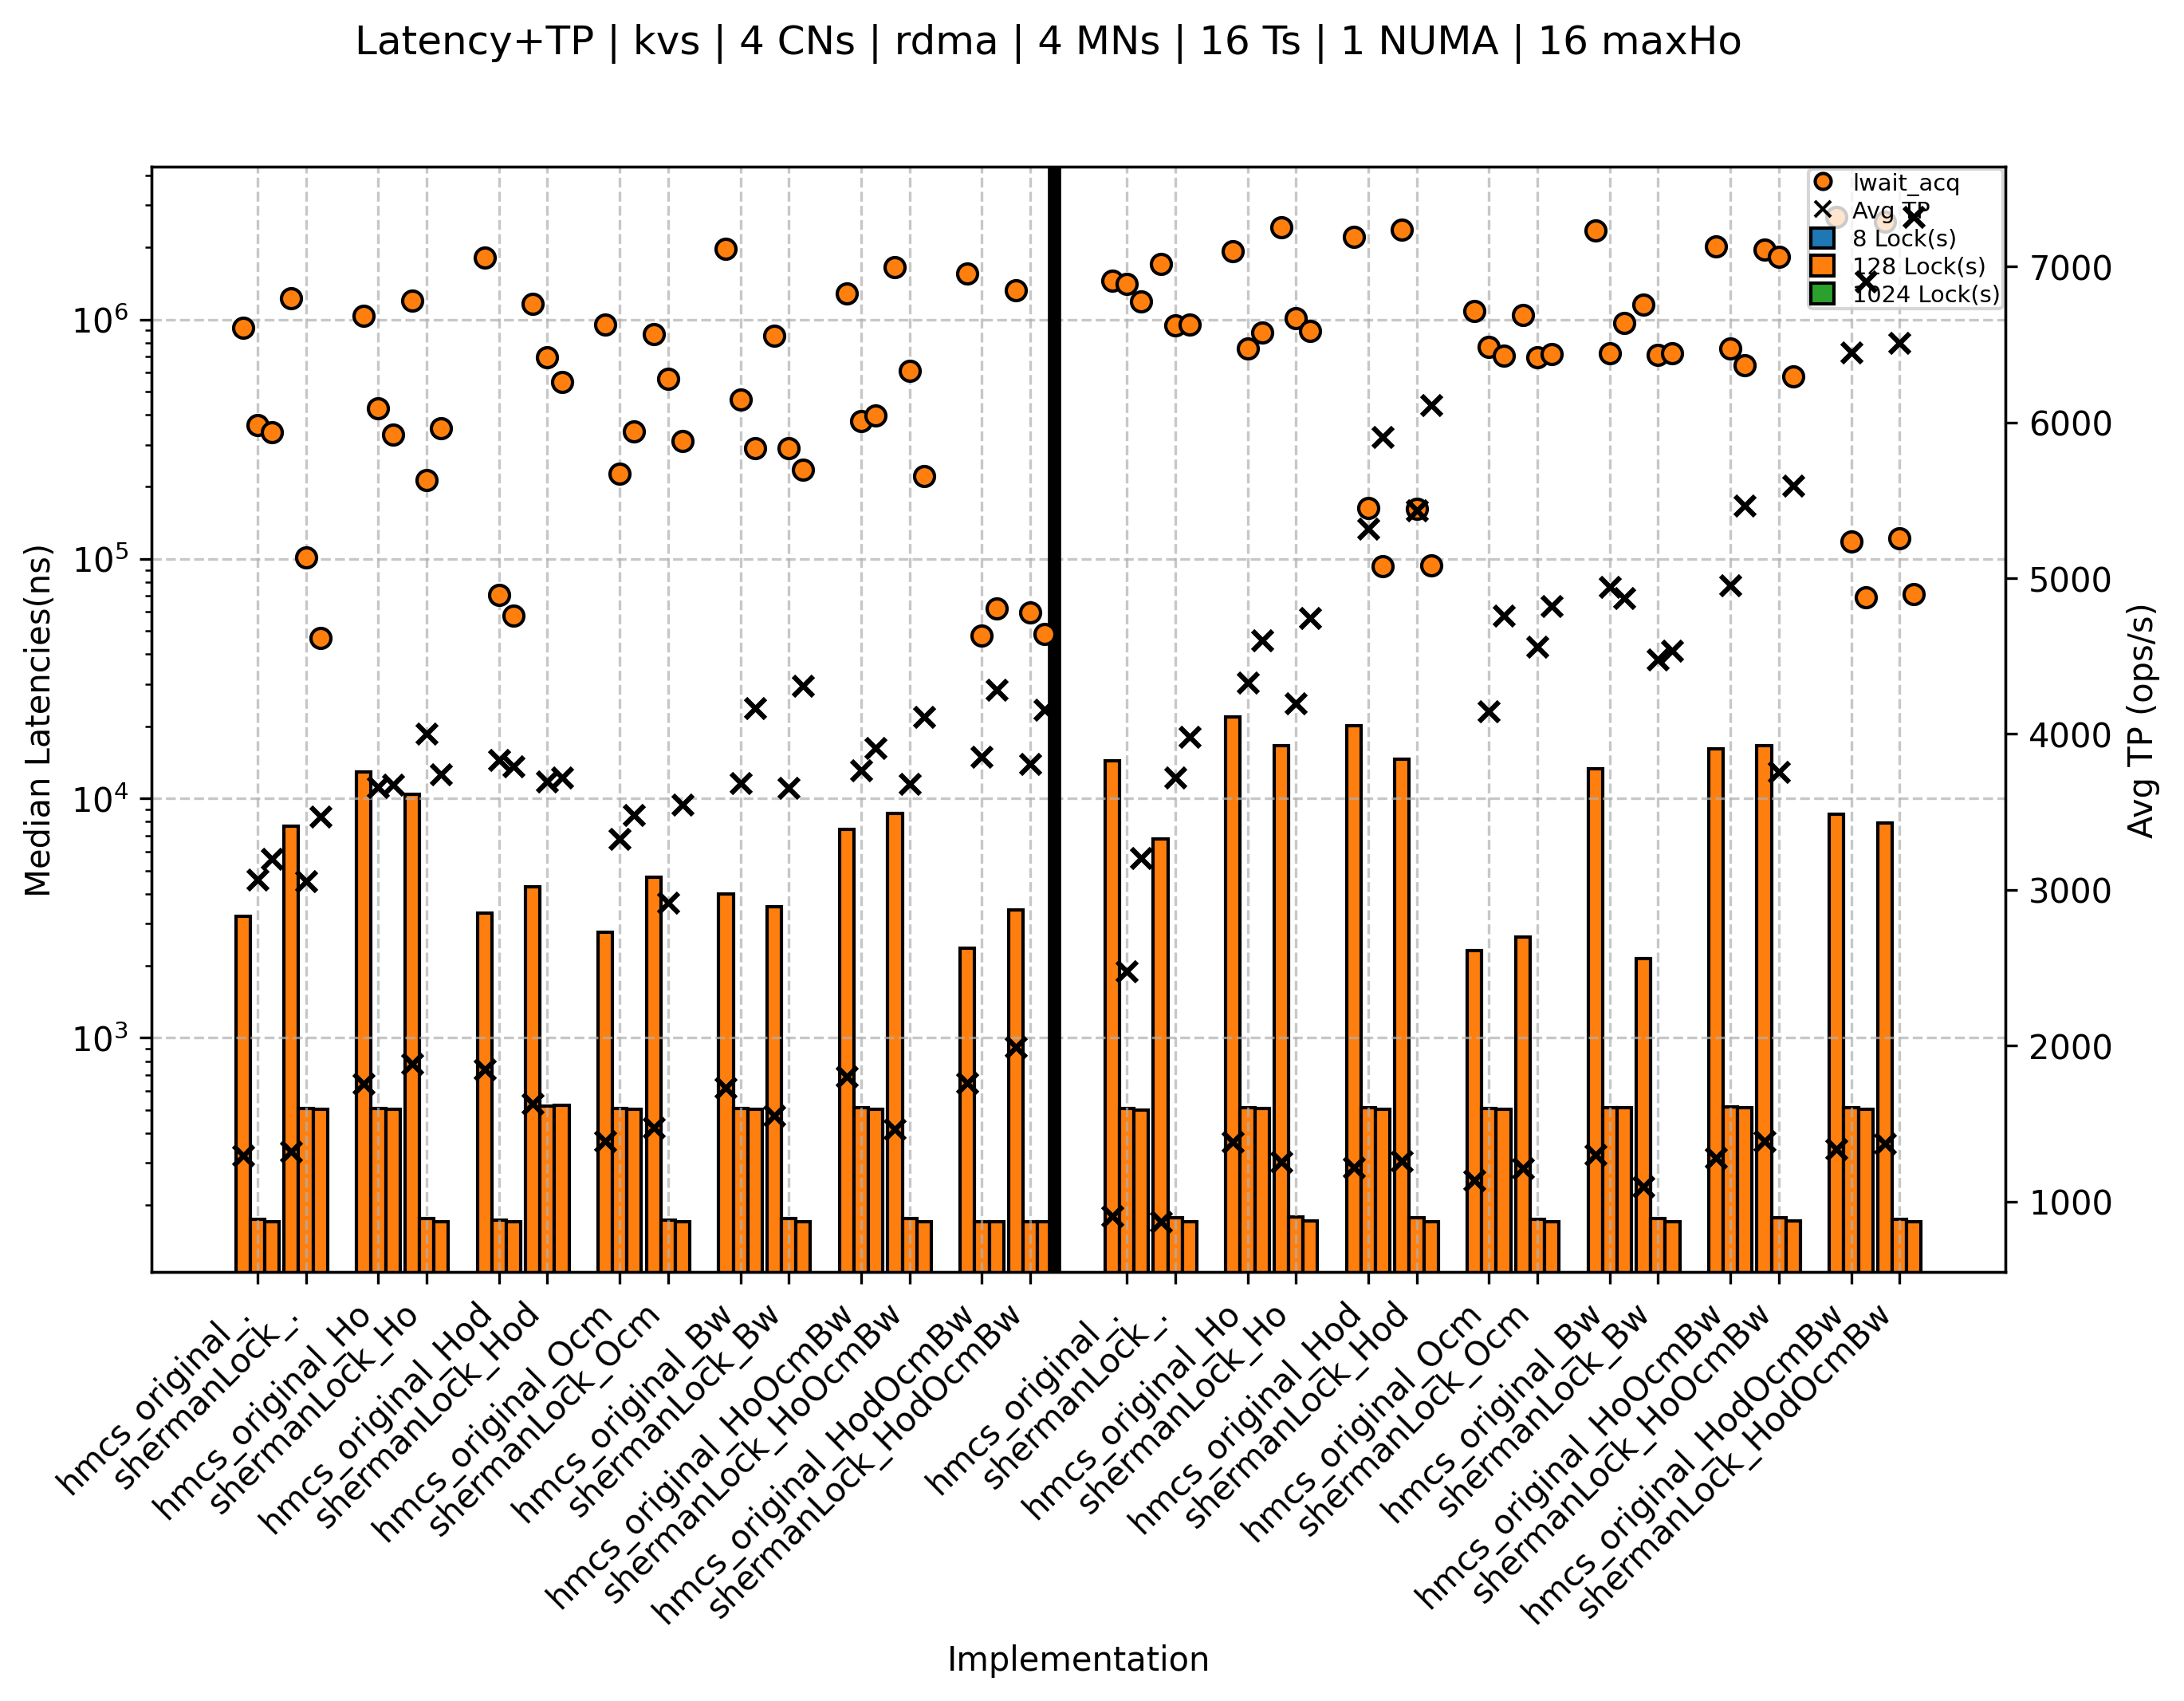 Latency+TP | kvs | 4 CNs | rdma | 4 MNs | 16 Ts | 1 NUMA | 16 maxHo
lwait_acq
Avg TP
8 Lock(s)
128 Lock(s)
1024 Lock(s)
Median Latencies(ns)
10^6
10^5
10^4
10^3
7000
6000
5000
4000
3000
2000
1000
Avg TP (ops/s)
hmcs_original_.
shermanLock_.
hmcs_original_Ho
shermanLock_Ho
hmcs_original_Hod
shermanLock_Hod
hmcs_original_Ocm
shermanLock_Ocm
hmcs_original_Bw
shermanLock_Bw
hmcs_original_HoOcmBw
shermanLock_HoOcmBw
hmcs_original_HodOcmBw
shermanLock_HodOcmBw
hmcs_original_.
shermanLock_.
hmcs_original_Ho
shermanLock_Ho
hmcs_original_Hod
shermanLock_Hod
hmcs_original_Ocm
shermanLock_Ocm
hmcs_original_Bw
shermanLock_Bw
hmcs_original_HoOcmBw
shermanLock_HoOcmBw
hmcs_original_HodOcmBw
shermanLock_HodOcmBw
Implementation